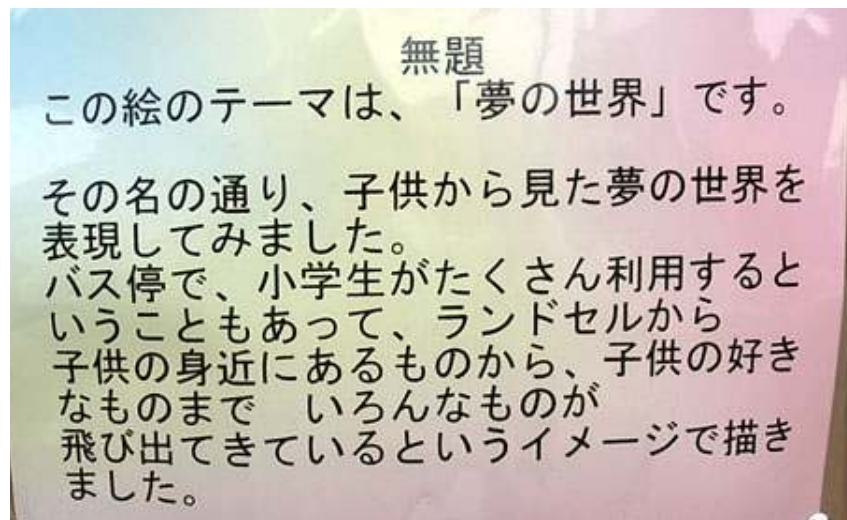 無題
この絵のテーマは、「夢の世界」です。
その名の通り、子供から見た夢の世界を
表現してみました。
バス停で、小学生がたくさん利用すると
いうこともあって、ランドセルから
子供の身近にあるものから、子供の好き
なものまで　いろんなものが
飛び出てきているというイメージで描き
ました。